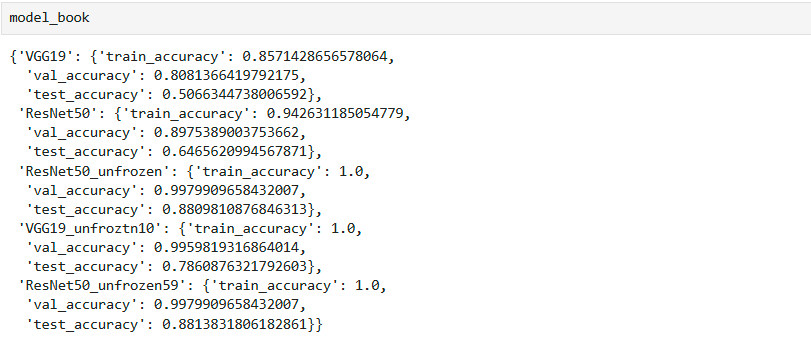 model_book
{'VGG19': {'train_accuracy': 0.8571428656578064,
'val_accuracy': 0.8081366419792175,
'test_accuracy': 0.5066344738006592},
'ResNet50': {'train_accuracy': 0.942631185054779,
'val_accuracy': 0.8975389003753662,
'test_accuracy': 0.6465620994567871},
'ResNet50_unfrozen': {'train_accuracy': 1.0,
'val_accuracy': 0.9979909658432007,
'test_accuracy': 0.8809810876846313},
'VGG19_unfroztn10': {'train_accuracy': 1.0,
'val_accuracy': 0.9959819316864014,
'test_accuracy': 0.7860876321792603},
'ResNet50_unfrozen59': {'train_accuracy': 1.0,
'val_accuracy': 0.9979909658432007,
'test_accuracy': 0.8813831806182861}}